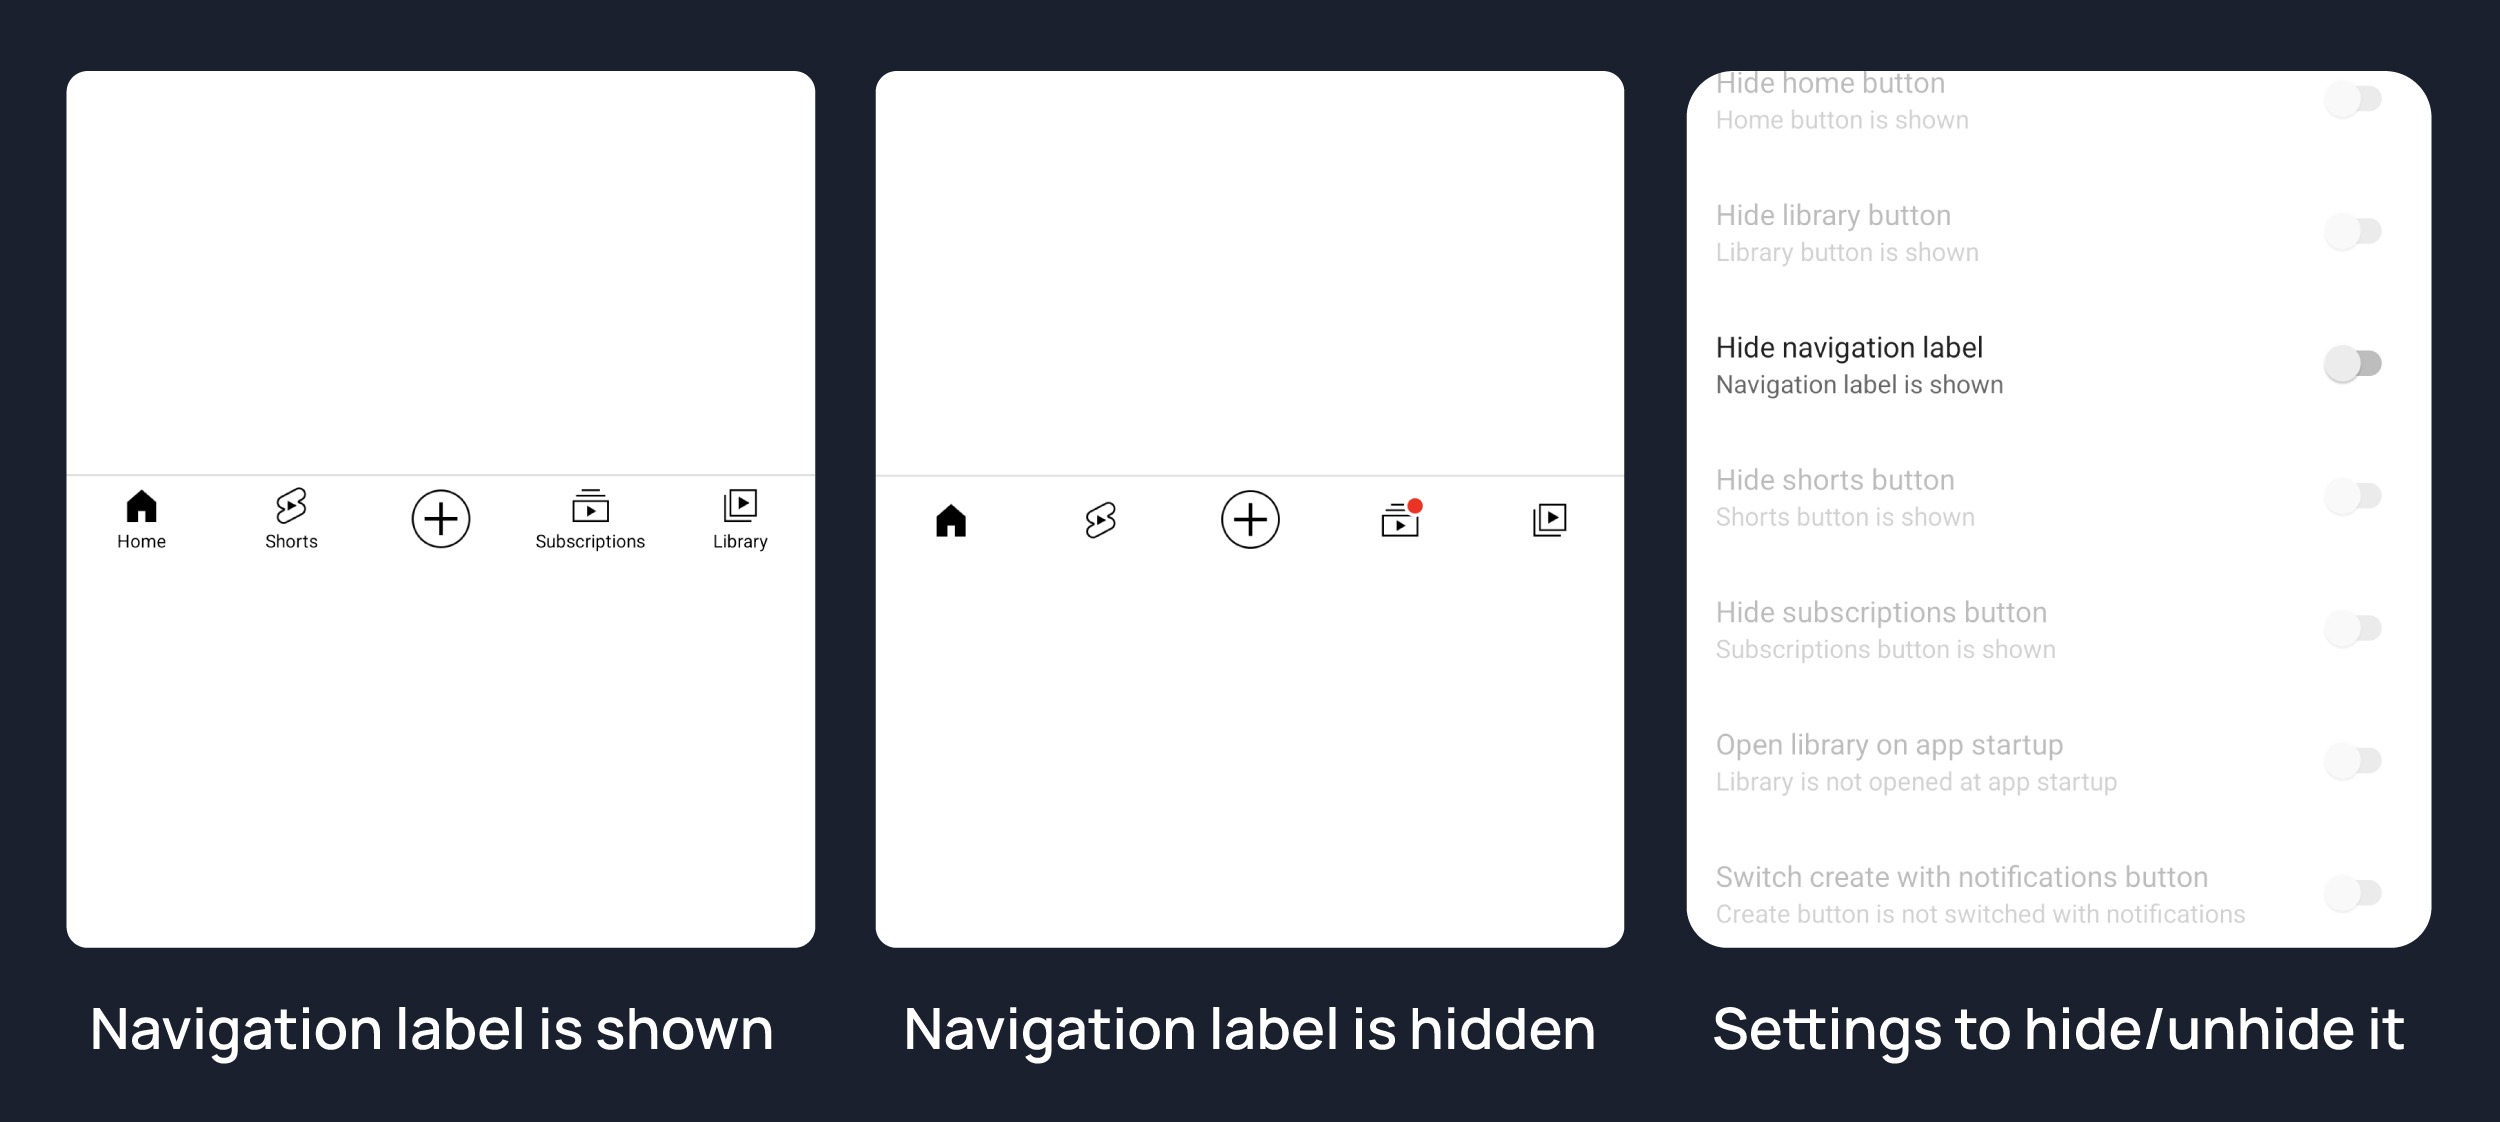 Home
Shorts
Subscriptions
Library
Navigation label is shown
Navigation label is hidden
Hide home button
Home button is shown
Hide library button
Library button is shown
Hide navigation label
Navigation label is shown
Hide shorts button
Shorts button is shown
Hide subscriptions button
Subscriptions button is shown
Open library on app startup
Library is not opened at app startup
Switch create with notifications button
Create button is not switched with notifications
Settings to hide/unhide it